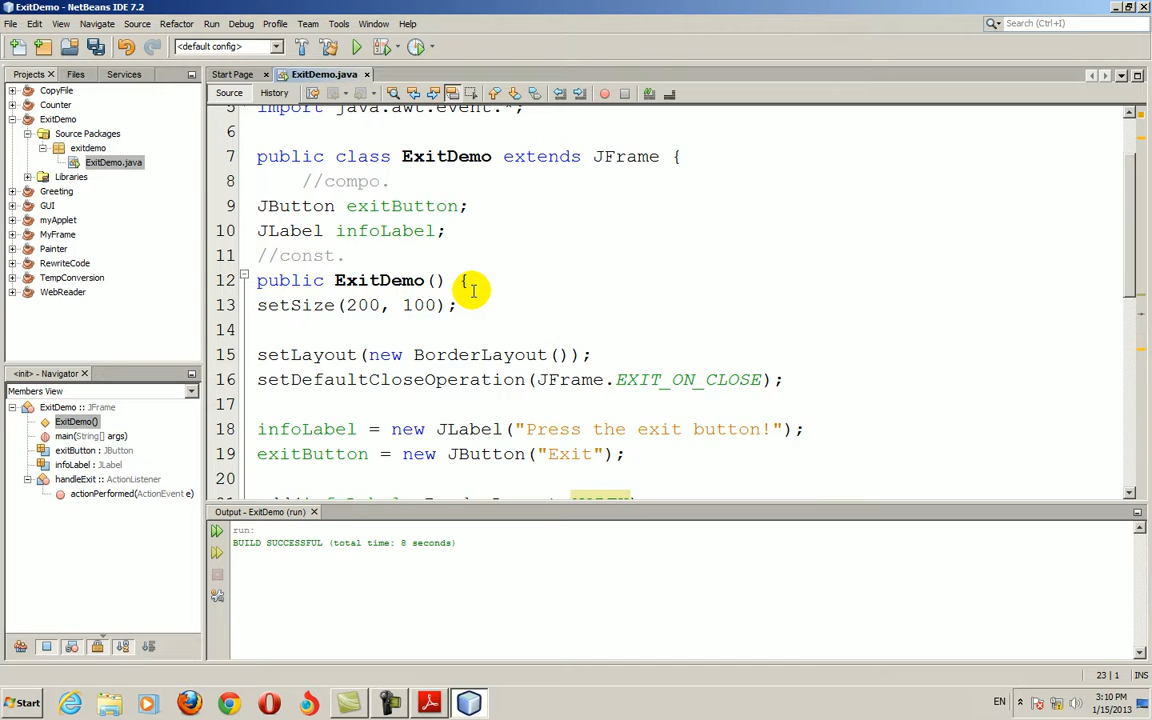 ExitDemo - NetBeans IDE 7.2
File Edit View Navigate Source Refactor Run Debug Profile Team Tools Window Help
Search (Ctrl+I)
<default config>
Projects Files Services
CopyFile
Counter
ExitDemo
Source Packages
exitdemo
ExitDemo.java
Libraries
Greeting
GUI
myApplet
MyFrame
Painter
RewriteCode
TempConversion
WebReader
<init> - Navigator
Members View
ExitDemo :: JFrame
ExitDemo()
main(String[] args)
exitButton : JButton
infoLabel : JLabel
handleExit : ActionListener
actionPerformed(ActionEvent e)
Start Page ExitDemo.java
Source History
5 import java.awt.event.*;
6
7 public class ExitDemo extends JFrame {
8 //compo.
9 JButton exitButton;
10 JLabel infoLabel;
11 //const.
12 public ExitDemo() {
13 setSize(200, 100);
14
15 setLayout(new BorderLayout());
16 setDefaultCloseOperation(JFrame.EXIT_ON_CLOSE);
17
18 infoLabel = new JLabel("Press the exit button!");
19 exitButton = new JButton("Exit");
20
Output - ExitDemo (run)
run:
BUILD SUCCESSFUL (total time: 8 seconds)
23 | 1 INS
Start
EN
3:10 PM
1/15/2013